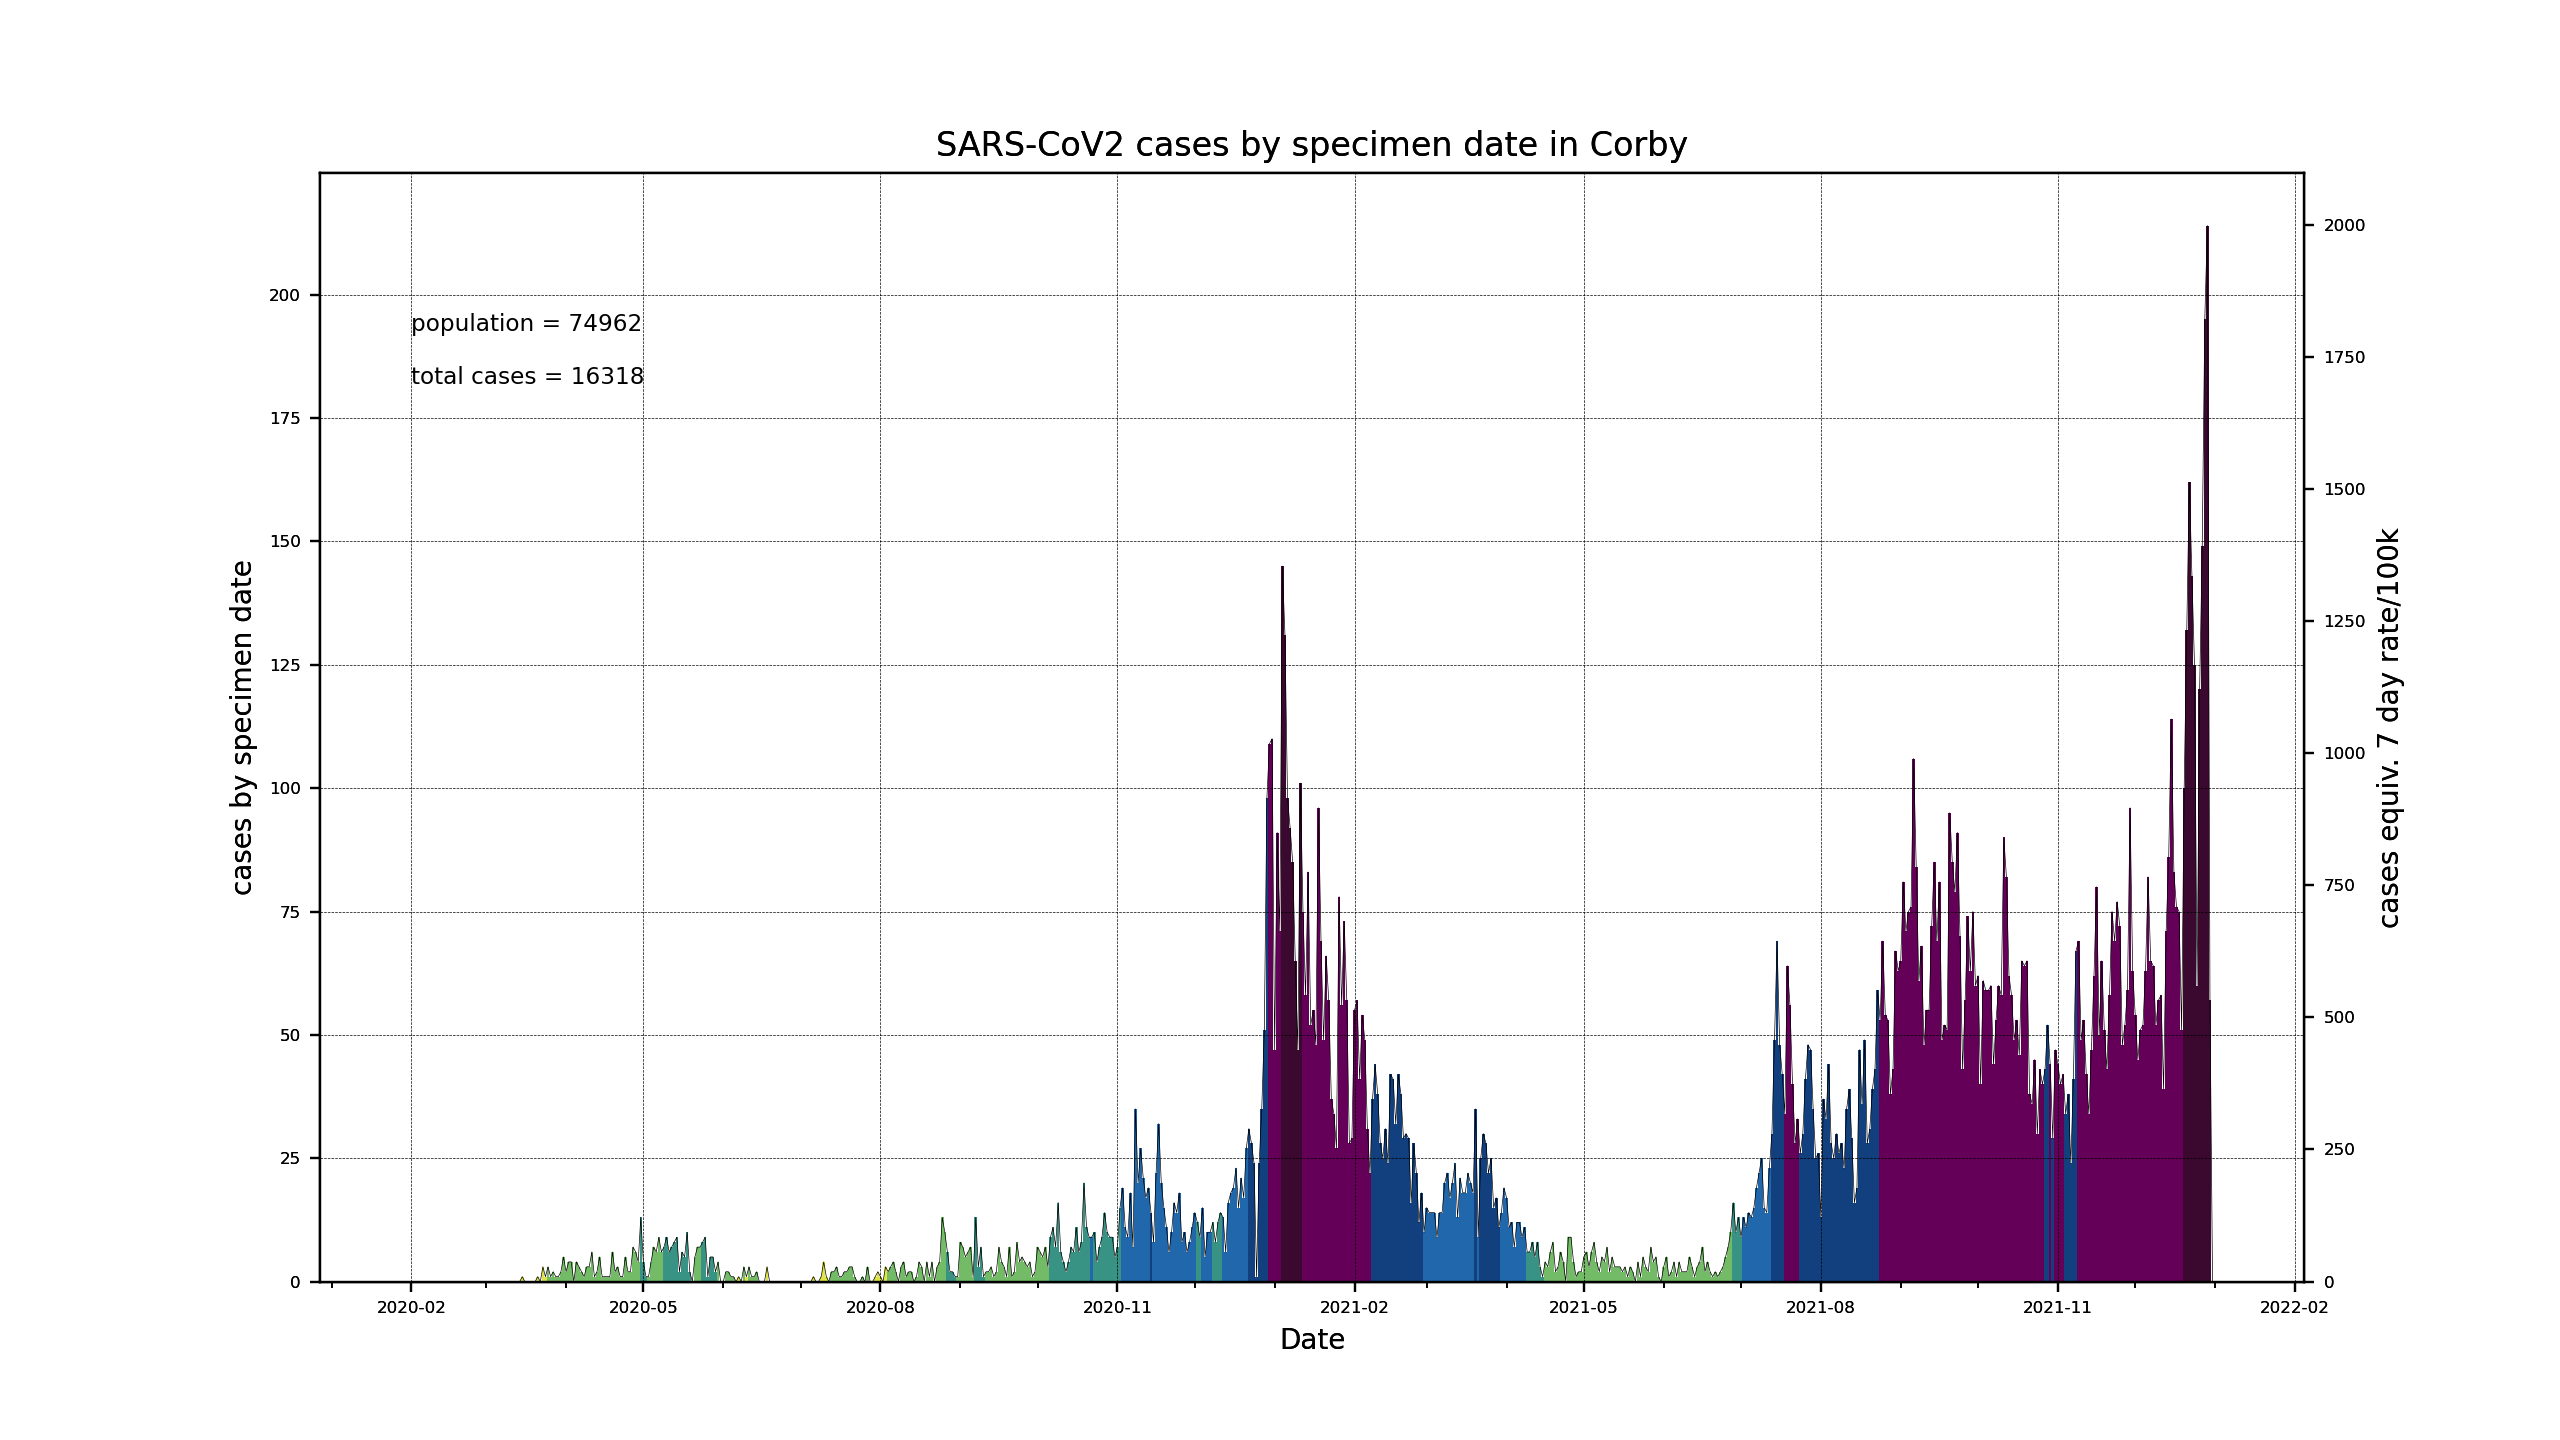 SARS-CoV2 cases by specimen date in Corby
population = 74962
total cases = 16318
cases by specimen date
200
175
150
125
100
75
50
25
0
2000
1750
1500
1250
1000
750
500
250
0
cases equiv. 7 day rate/100k
2020-02 2020-05 2020-08 2020-11 2021-02 2021-05 2021-08 2021-11 2022-02
Date